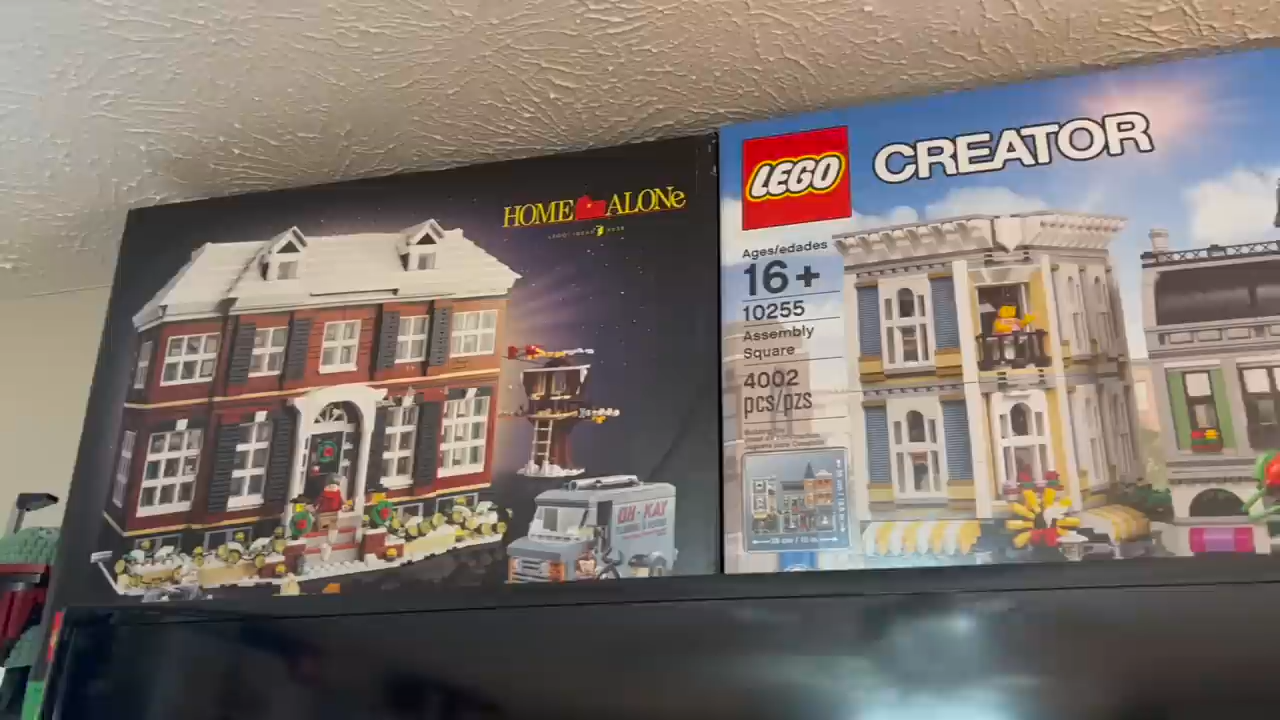 HOME ALONe
LEGO
CREATOR
Ages/edades
16+
10255
Assembly
Square
4002
pcs/pzs
OH-KAY